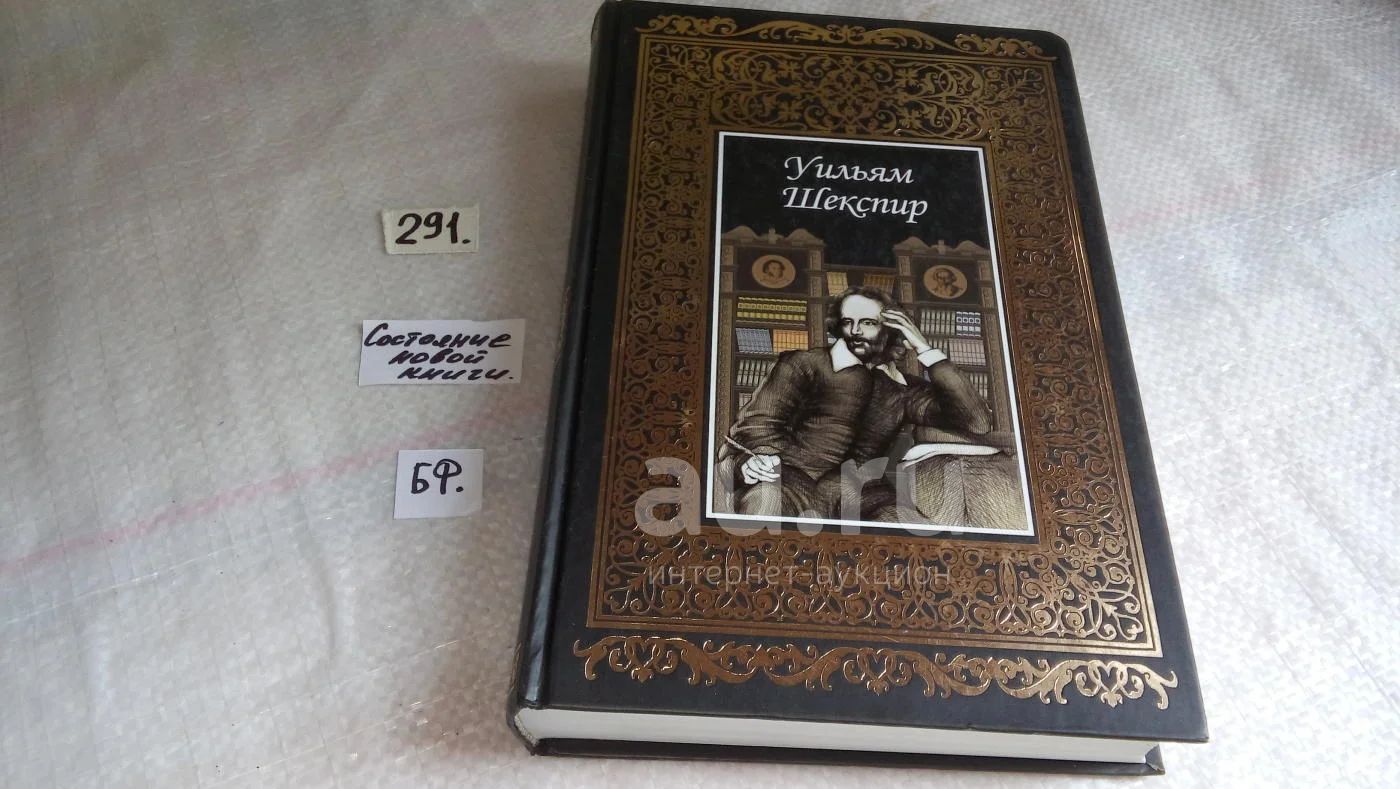 Уильям
Шекспир
291.
Состояние
новой
книги.
БФ.
au.ru
интернет-аукцион